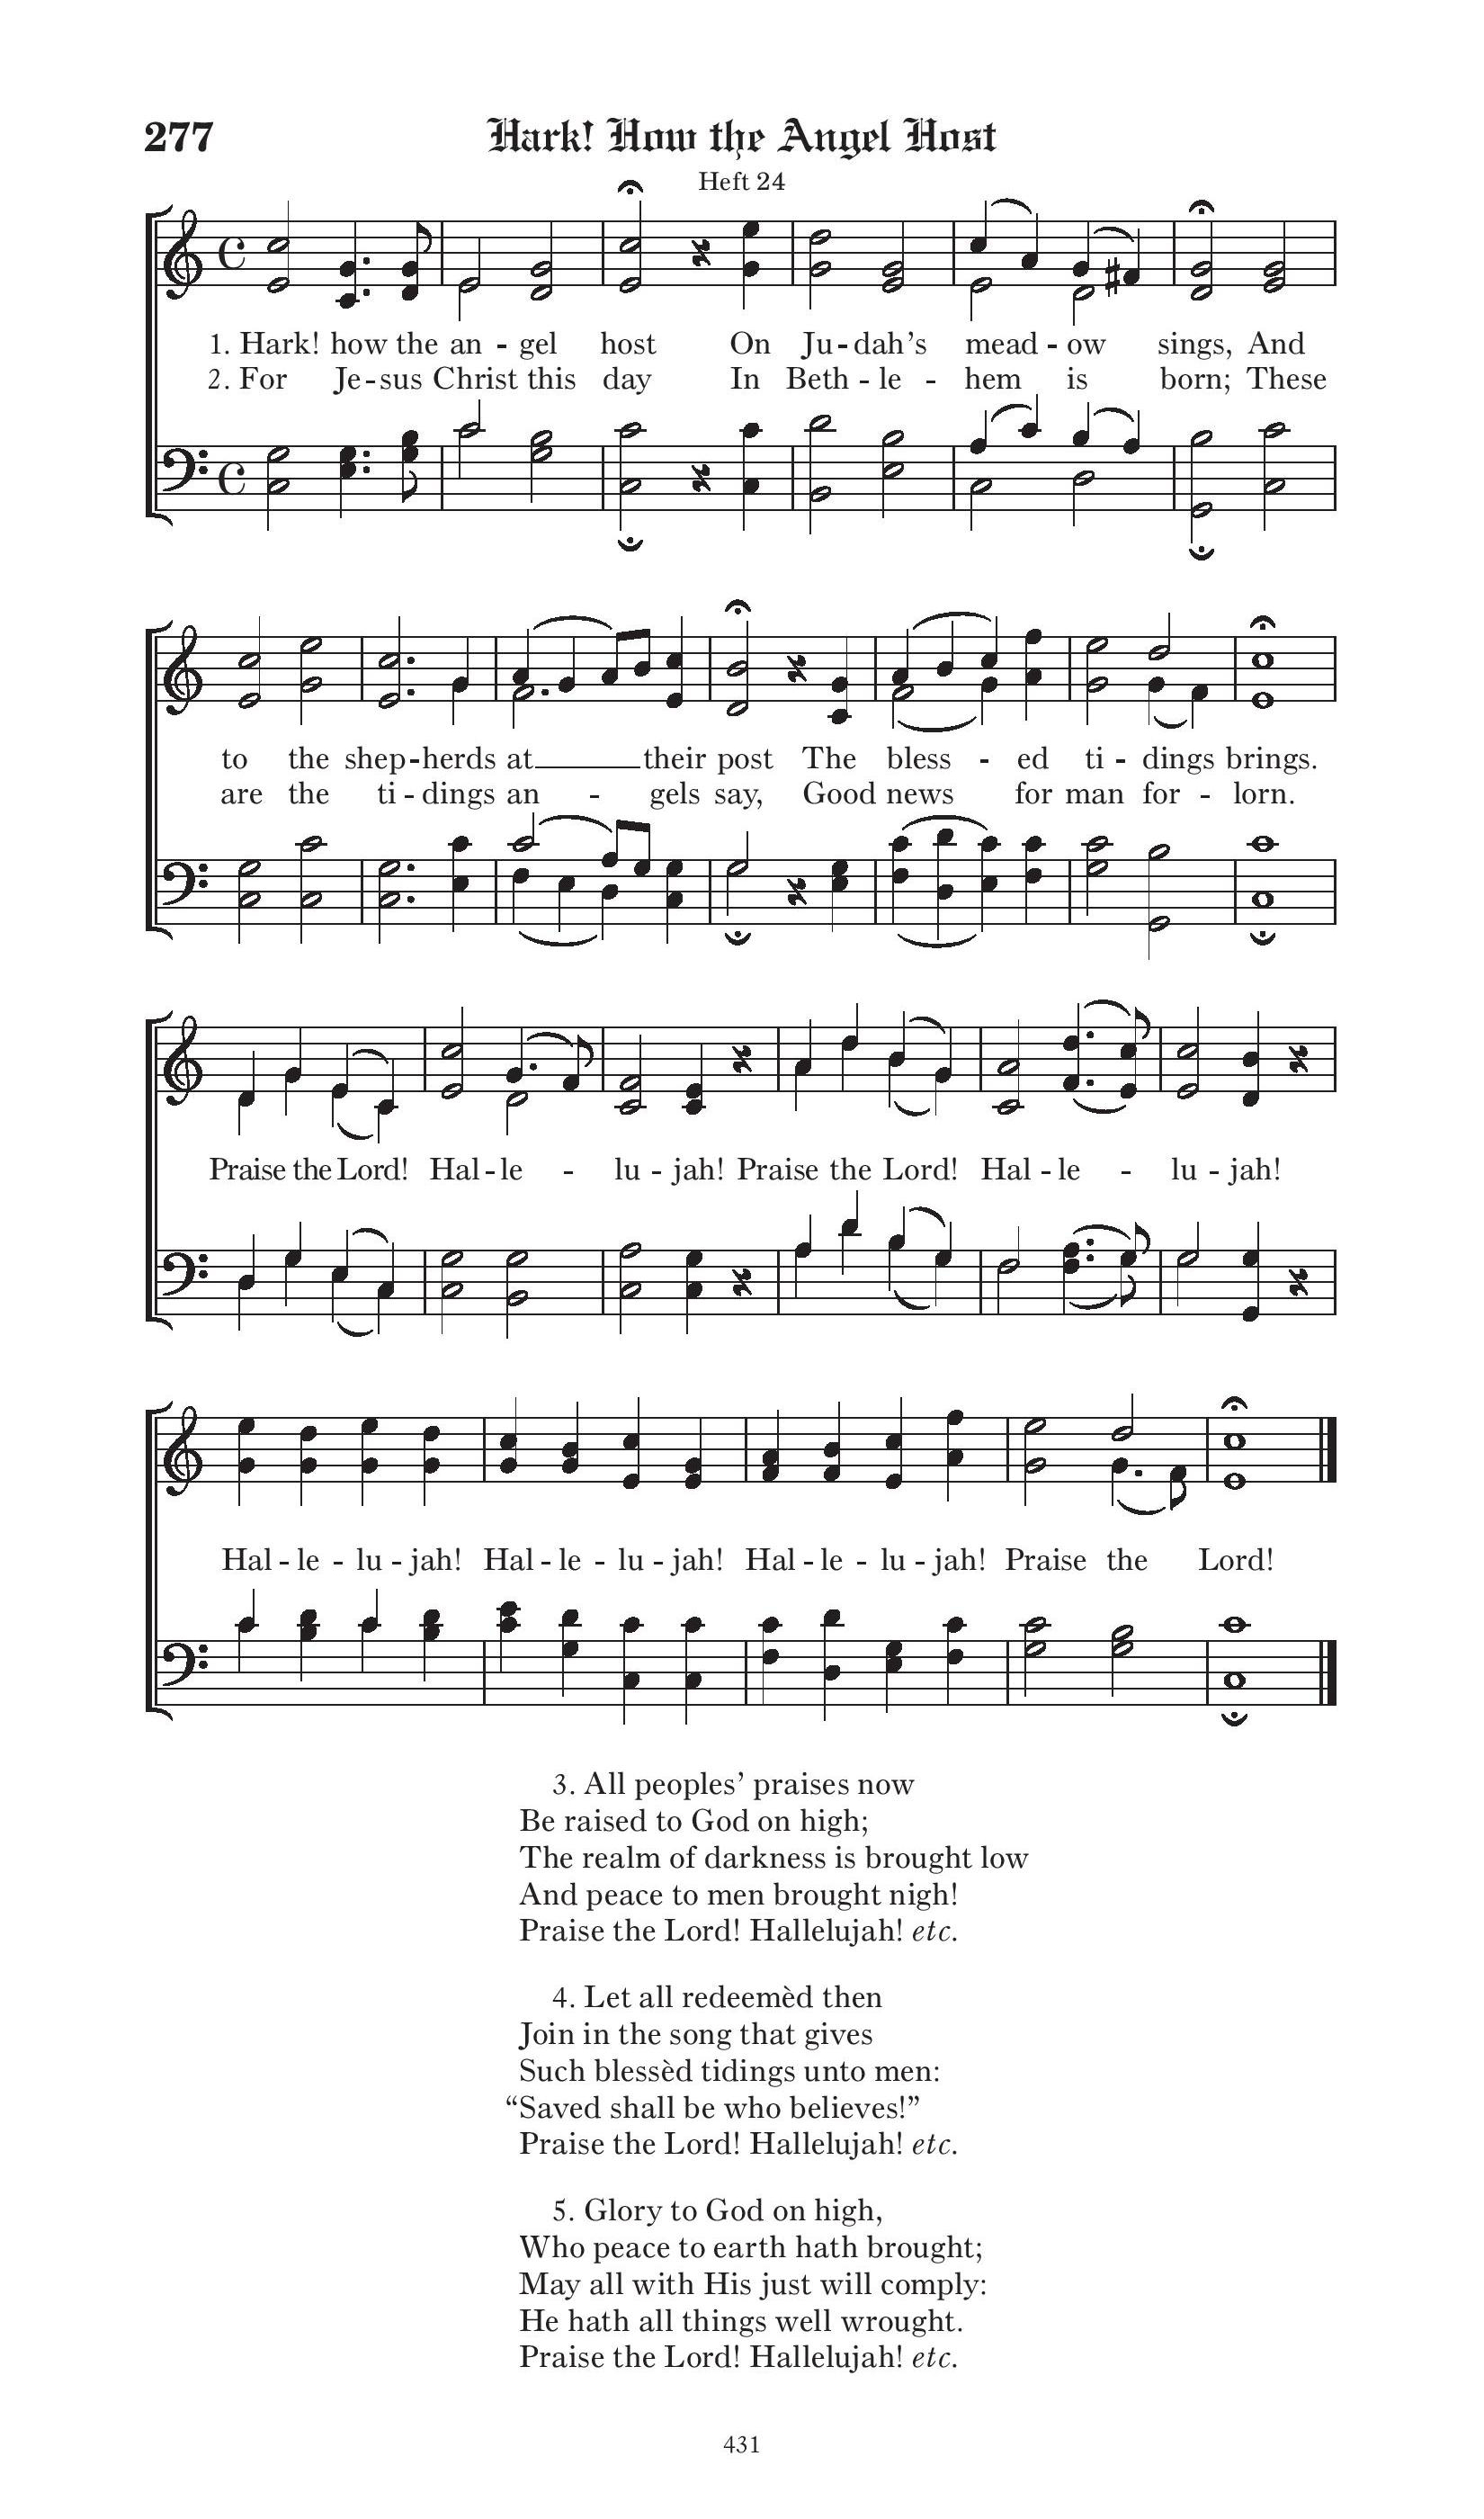 277
Hark! How the Angel Host
Heft 24
1. Hark! how the an - gel host On Ju - dah’s mead - ow sings, And
2. For Je - sus Christ this day In Beth - le - hem is born; These
to the shep - herds at their post The bless - ed ti - dings brings.
are the ti - dings an - gels say, Good news for man for - lorn.
Praise the Lord! Hal - le - lu - jah! Praise the Lord! Hal - le - lu - jah!
Hal - le - lu - jah! Hal - le - lu - jah! Hal - le - lu - jah! Praise the Lord!
3. All peoples’ praises now
Be raised to God on high;
The realm of darkness is brought low
And peace to men brought nigh!
Praise the Lord! Hallelujah! etc.
4. Let all redeemèd then
Join in the song that gives
Such blessèd tidings unto men:
“Saved shall be who believes!”
Praise the Lord! Hallelujah! etc.
5. Glory to God on high,
Who peace to earth hath brought;
May all with His just will comply:
He hath all things well wrought.
Praise the Lord! Hallelujah! etc.
431